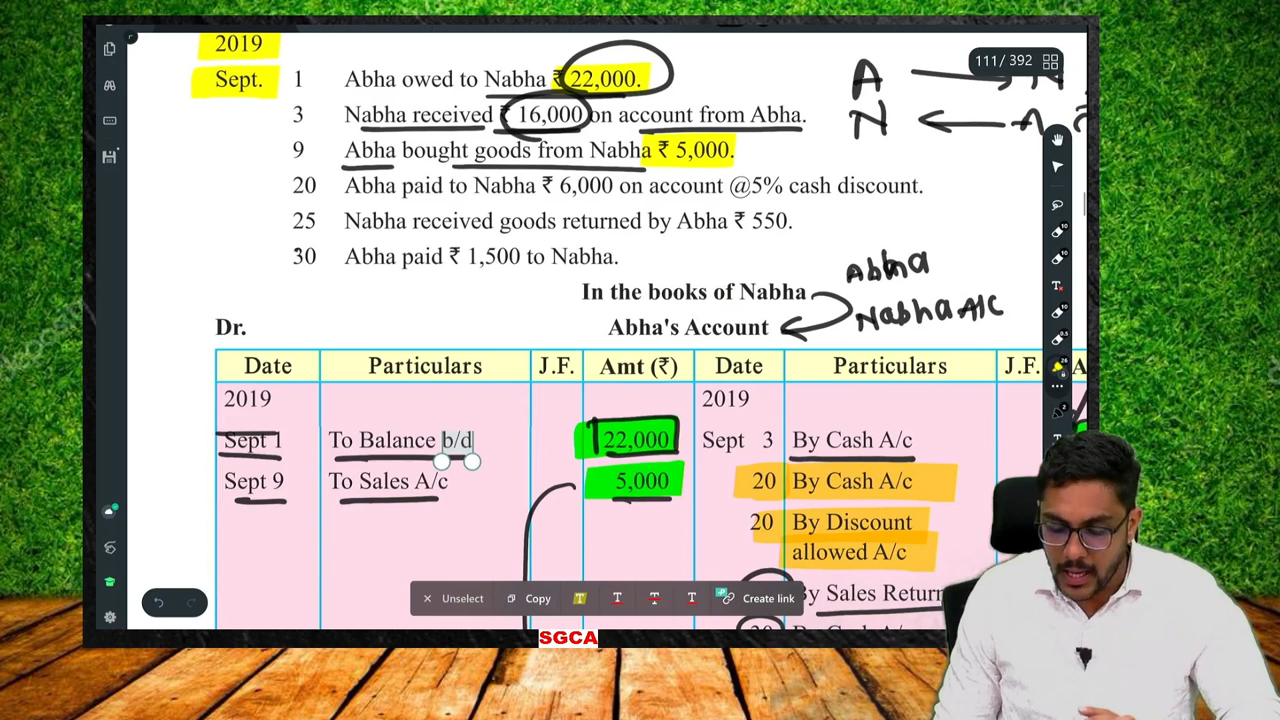 2019
111 / 392
Sept. 1 Abha owed to Nabha ₹ 22,000.
3 Nabha received ₹ 16,000 on account from Abha.
9 Abha bought goods from Nabha ₹ 5,000.
20 Abha paid to Nabha ₹ 6,000 on account @5% cash discount.
25 Nabha received goods returned by Abha ₹ 550.
30 Abha paid ₹ 1,500 to Nabha.
A
N A
Abha
Nabha A/C
In the books of Nabha
Dr. Abha's Account
Date Particulars J.F. Amt (₹) Date Particulars J.F. A
2019 2019
Sept 1 To Balance b/d 22,000 Sept 3 By Cash A/c
Sept 9 To Sales A/c 5,000 20 By Cash A/c
20 By Discount
allowed A/c
By Sales Return
Unselect Copy Create link
SGCA